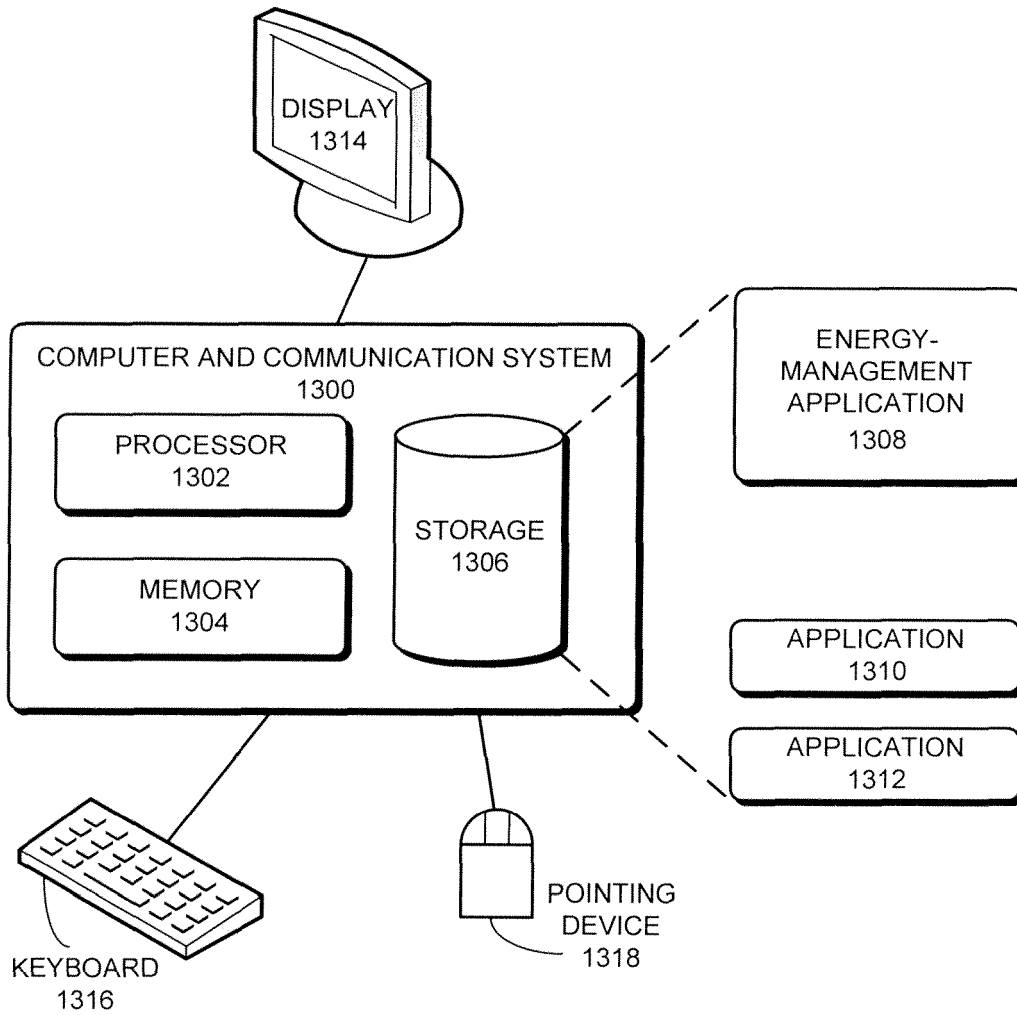 DISPLAY
1314
COMPUTER AND COMMUNICATION SYSTEM
1300
PROCESSOR
1302
MEMORY
1304
STORAGE
1306
ENERGY-
MANAGEMENT
APPLICATION
1308
APPLICATION
1310
APPLICATION
1312
KEYBOARD
1316
POINTING
DEVICE
1318